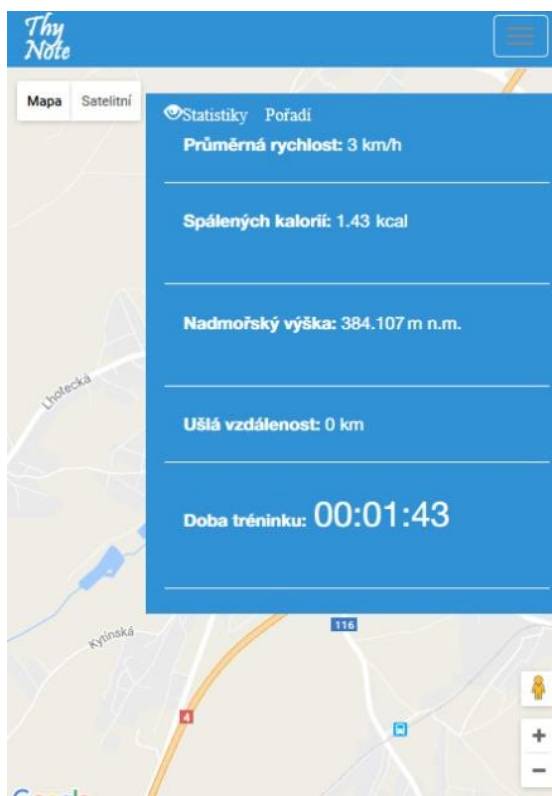 Thy
Note
Mapa Satelitní
Statistiky Pořadí
Průměrná rychlost: 3 km/h
Spálených kalorií: 1.43 kcal
Nadmořský výška: 384.107 m n.m.
Lhotecká
Ušlá vzdálenost: 0 km
Doba tréninku: 00:01:43
116
Kytínská
4
+
−
Google